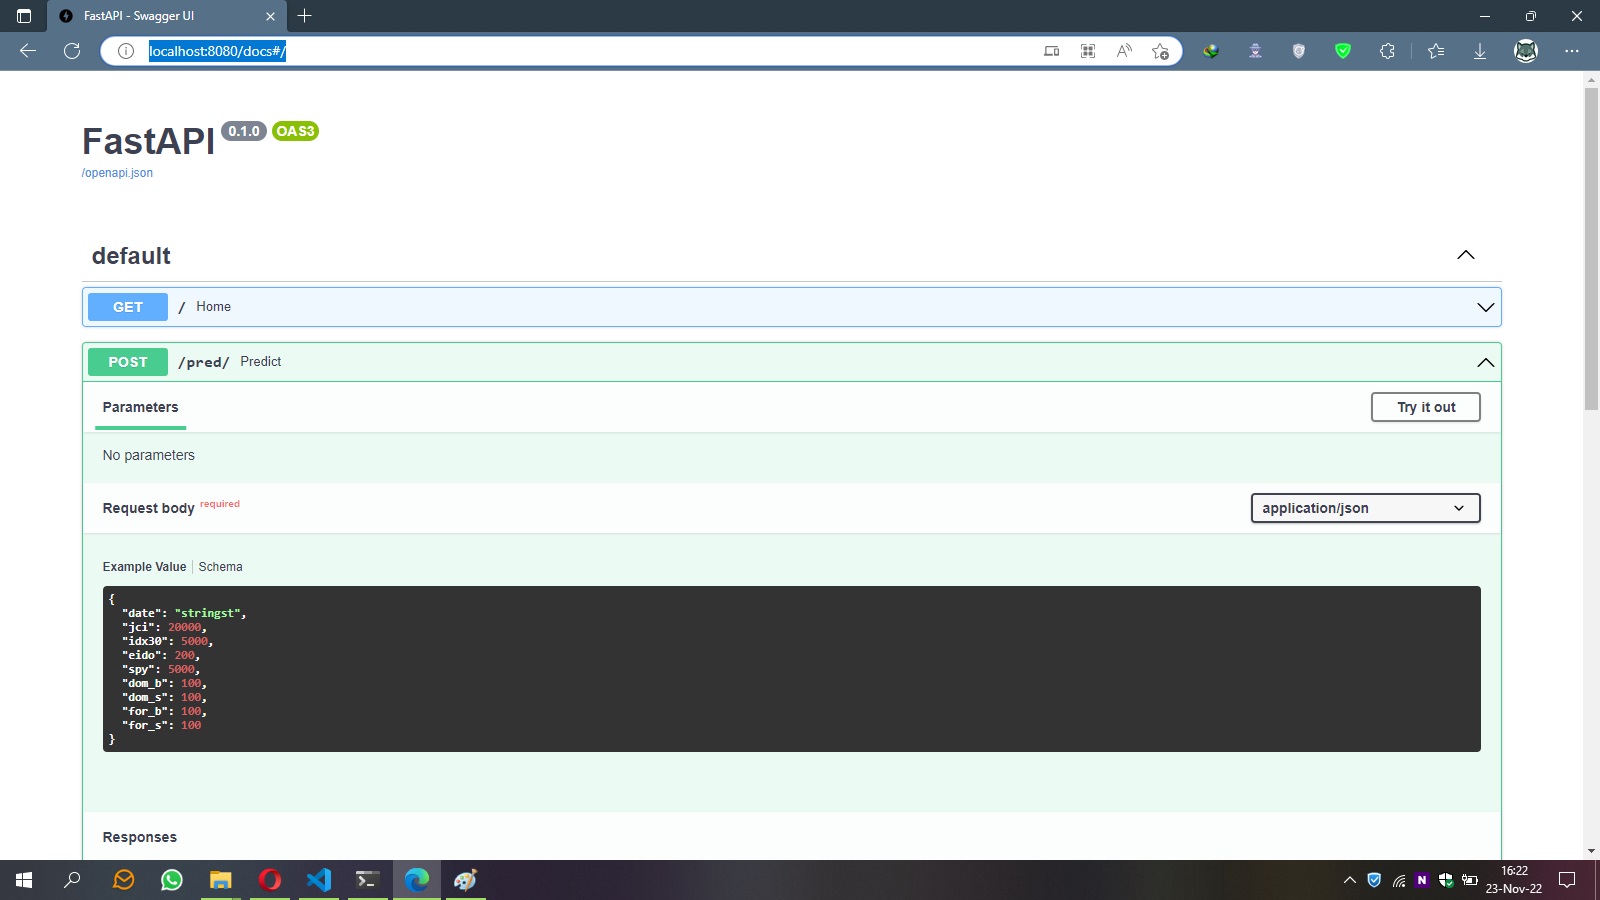 FastAPI - Swagger UI
localhost:8080/docs#/
FastAPI 0.1.0 OAS3
/openapi.json
default
GET / Home
POST /pred/ Predict
Parameters
Try it out
No parameters
Request body required
application/json
Example Value | Schema
{
"date": "stringst",
"jci": 20000,
"idx30": 5000,
"eido": 200,
"spy": 5000,
"dom_b": 100,
"dom_s": 100,
"for_b": 100,
"for_s": 100
}
Responses
16:22
23-Nov-22